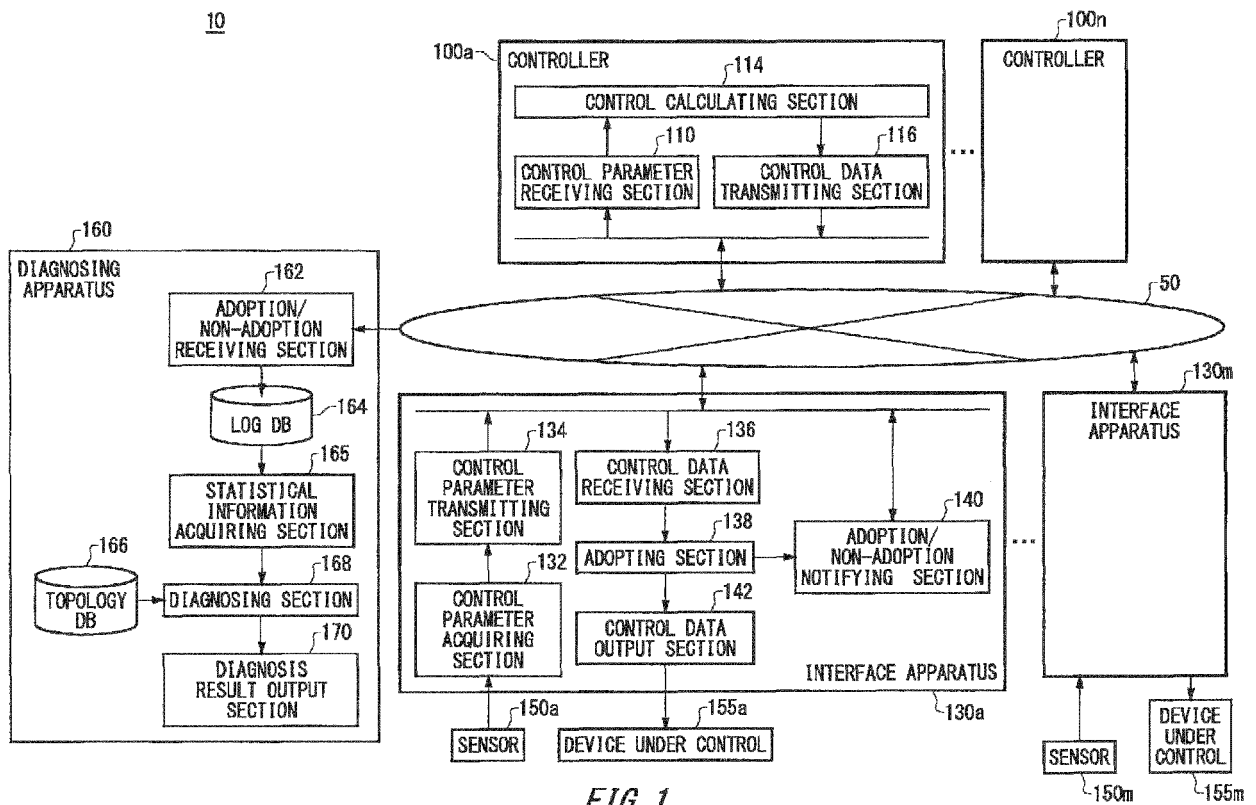 10
100a
CONTROLLER
114
CONTROL CALCULATING SECTION
110
CONTROL PARAMETER
RECEIVING SECTION
116
CONTROL DATA
TRANSMITTING SECTION
...
100n
CONTROLLER
160
DIAGNOSING
APPARATUS
162
ADOPTION/
NON-ADOPTION
RECEIVING SECTION
LOG DB
164
165
STATISTICAL
INFORMATION
ACQUIRING SECTION
166
TOPOLOGY
DB
168
DIAGNOSING SECTION
170
DIAGNOSIS
RESULT OUTPUT
SECTION
50
134
CONTROL
PARAMETER
TRANSMITTING
SECTION
136
CONTROL DATA
RECEIVING SECTION
138
ADOPTING SECTION
140
ADOPTION/
NON-ADOPTION
NOTIFYING SECTION
132
CONTROL
PARAMETER
ACQUIRING
SECTION
142
CONTROL DATA
OUTPUT SECTION
INTERFACE APPARATUS
130a
...
130m
INTERFACE
APPARATUS
150a
SENSOR
155a
DEVICE UNDER CONTROL
SENSOR
150m
DEVICE
UNDER
CONTROL
155m
FIG. 1